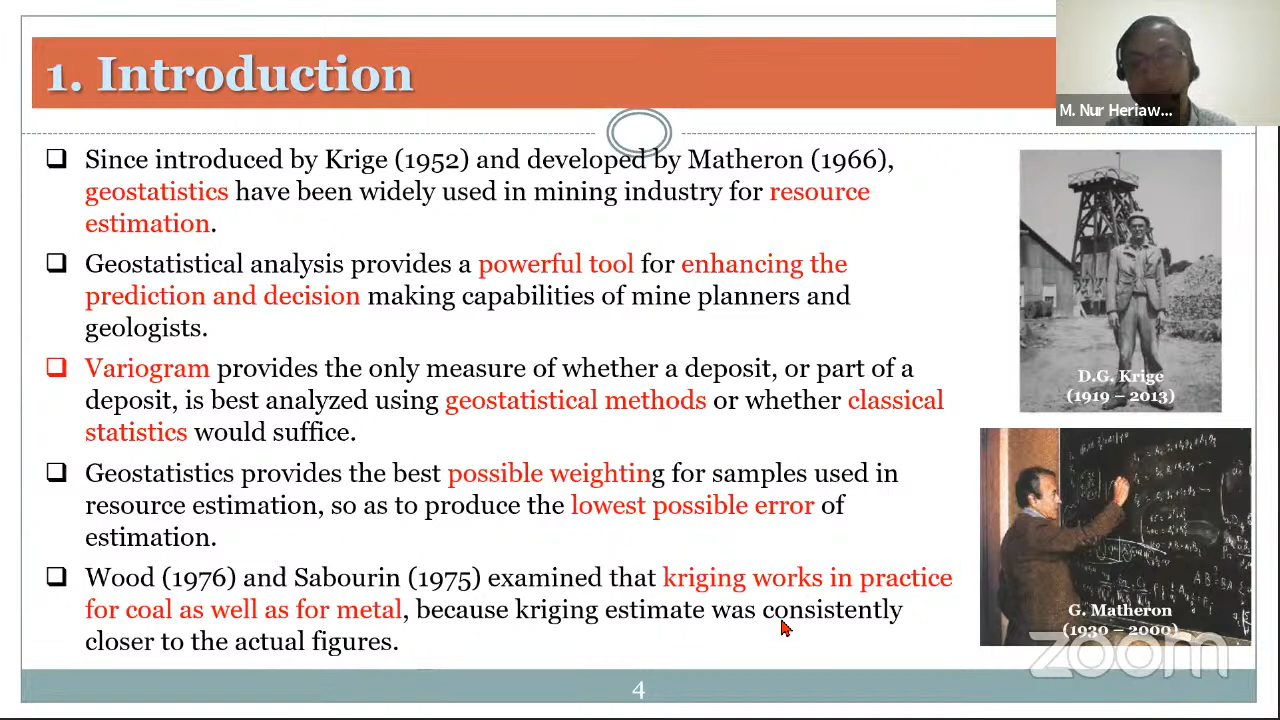 1. Introduction
M. Nur Heriaw...
Since introduced by Krige (1952) and developed by Matheron (1966),
geostatistics have been widely used in mining industry for resource
estimation.
Geostatistical analysis provides a powerful tool for enhancing the
prediction and decision making capabilities of mine planners and
geologists.
Variogram provides the only measure of whether a deposit, or part of a
deposit, is best analyzed using geostatistical methods or whether classical
statistics would suffice.
Geostatistics provides the best possible weighting for samples used in
resource estimation, so as to produce the lowest possible error of
estimation.
Wood (1976) and Sabourin (1975) examined that kriging works in practice
for coal as well as for metal, because kriging estimate was consistently
closer to the actual figures.
D.G. Krige
(1919 – 2013)
G. Matheron
(1930 – 2000)
zoom
4